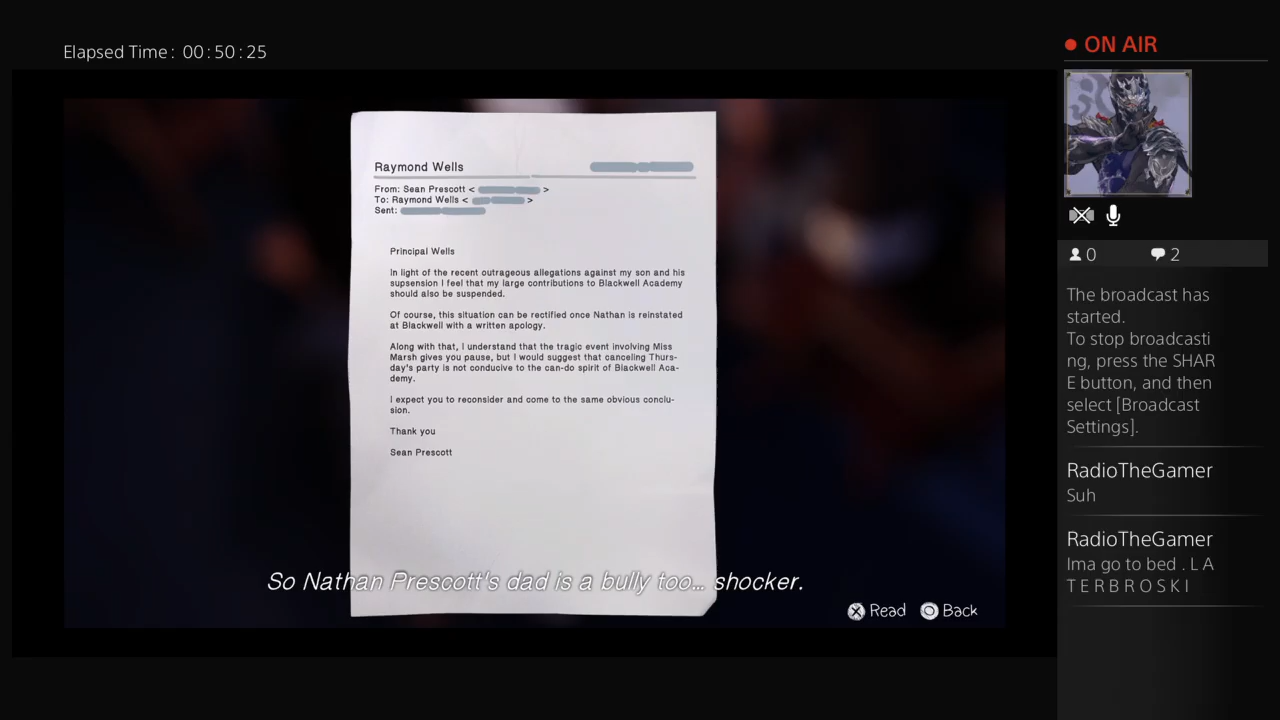 Elapsed Time: 00:50:25
Raymond Wells
From: Sean Prescott < >
To: Raymond Wells < >
Sent:
Principal Wells
In light of the recent outrageous allegations against my son and his
supsension I feel that my large contributions to Blackwell Academy
should also be suspended.
Of course, this situation can be rectified once Nathan is reinstated
at Blackwell with a written apology.
Along with that, I understand that the tragic event involving Miss
Marsh gives you pause, but I would suggest that canceling Thurs-
day's party is not conducive to the can-do spirit of Blackwell Aca-
demy.
I expect you to reconsider and come to the same obvious conclu-
sion.
Thank you
Sean Prescott
So Nathan Prescott's dad is a bully too... shocker.
Read Back
ON AIR
0 2
The broadcast has
started.
To stop broadcasti
ng, press the SHAR
E button, and then
select [Broadcast
Settings].
RadioTheGamer
Suh
RadioTheGamer
Ima go to bed . L A
T E R B R O S K I